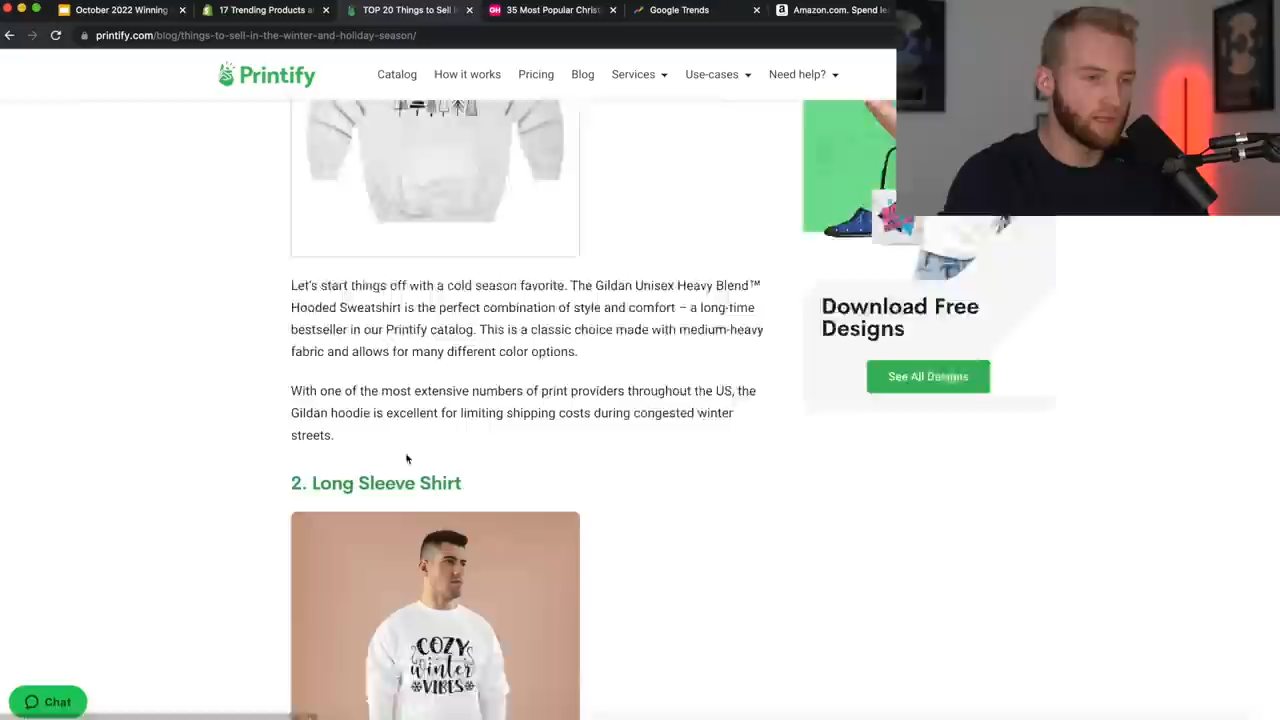 October 2022 Winning
17 Trending Products a
TOP 20 Things to Sell i
GH 35 Most Popular Christ
Google Trends
Amazon.com. Spend le
printify.com/blog/things-to-sell-in-the-winter-and-holiday-season/
Printify
Catalog
How it works
Pricing
Blog
Services
Use-cases
Need help?
Let's start things off with a cold season favorite. The Gildan Unisex Heavy Blend™
Hooded Sweatshirt is the perfect combination of style and comfort – a long-time
bestseller in our Printify catalog. This is a classic choice made with medium-heavy
fabric and allows for many different color options.
With one of the most extensive numbers of print providers throughout the US, the
Gildan hoodie is excellent for limiting shipping costs during congested winter
streets.
Download Free
Designs
See All Designs
2. Long Sleeve Shirt
COZY
winter
VIBES
Chat